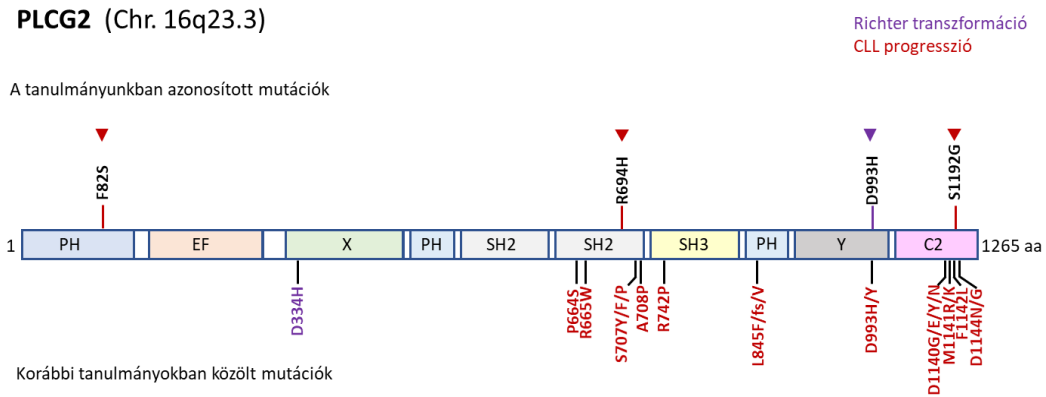 PLCG2 (Chr. 16q23.3)
Richter transzformáció
CLL progresszió
A tanulmányunkban azonosított mutációk
F82S
R694H
D993H
S1192G
1 PH EF X PH SH2 SH2 SH3 PH Y C2 1265 aa
D334H
P664S
R665W
S707Y/F/P
A708P
R742P
L845F/fs/V
D993H/Y
D1140G/E/Y/N
M1141R/K
F1142L
D1144N/G
Korábbi tanulmányokban közölt mutációk